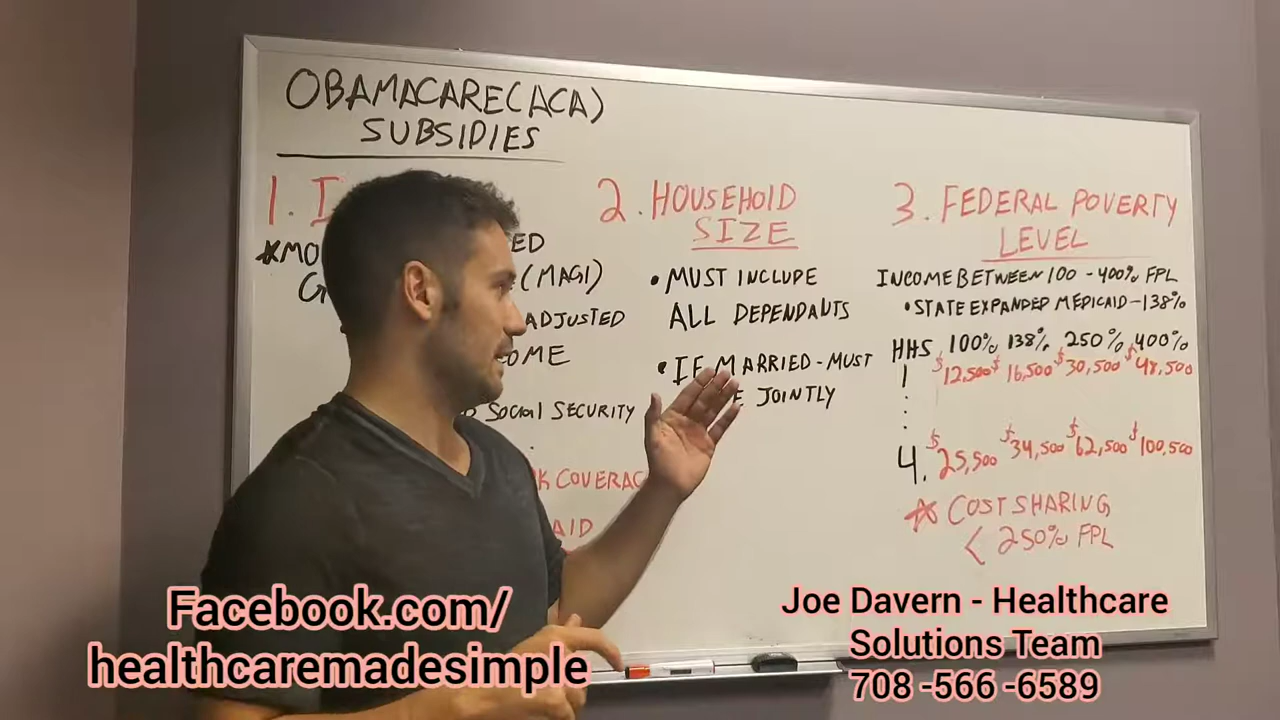 OBAMACARE(ACA)
SUBSIDIES
1. I
*MO
ED
G
(MAGI)
ADJUSTED
OME
SOCIAL SECURITY
K COVERAG
AID
2. HOUSEHOLD
SIZE
• MUST INCLUDE
ALL DEPENDANTS
• IF MARRIED - MUST
E JOINTLY
3. FEDERAL POVERTY
LEVEL
INCOME BETWEEN 100 - 400% FPL
• STATE EXPANDED MEDICAID - 138%
HHS 100% 138% 250% 400%
1 $12,500 $16,500 $30,500 $48,500
4. $25,500 $34,500 $62,500 $100,500
* COST SHARING
< 250% FPL
Facebook.com/
healthcaremadesimple
Joe Davern - Healthcare
Solutions Team
708 -566 -6589